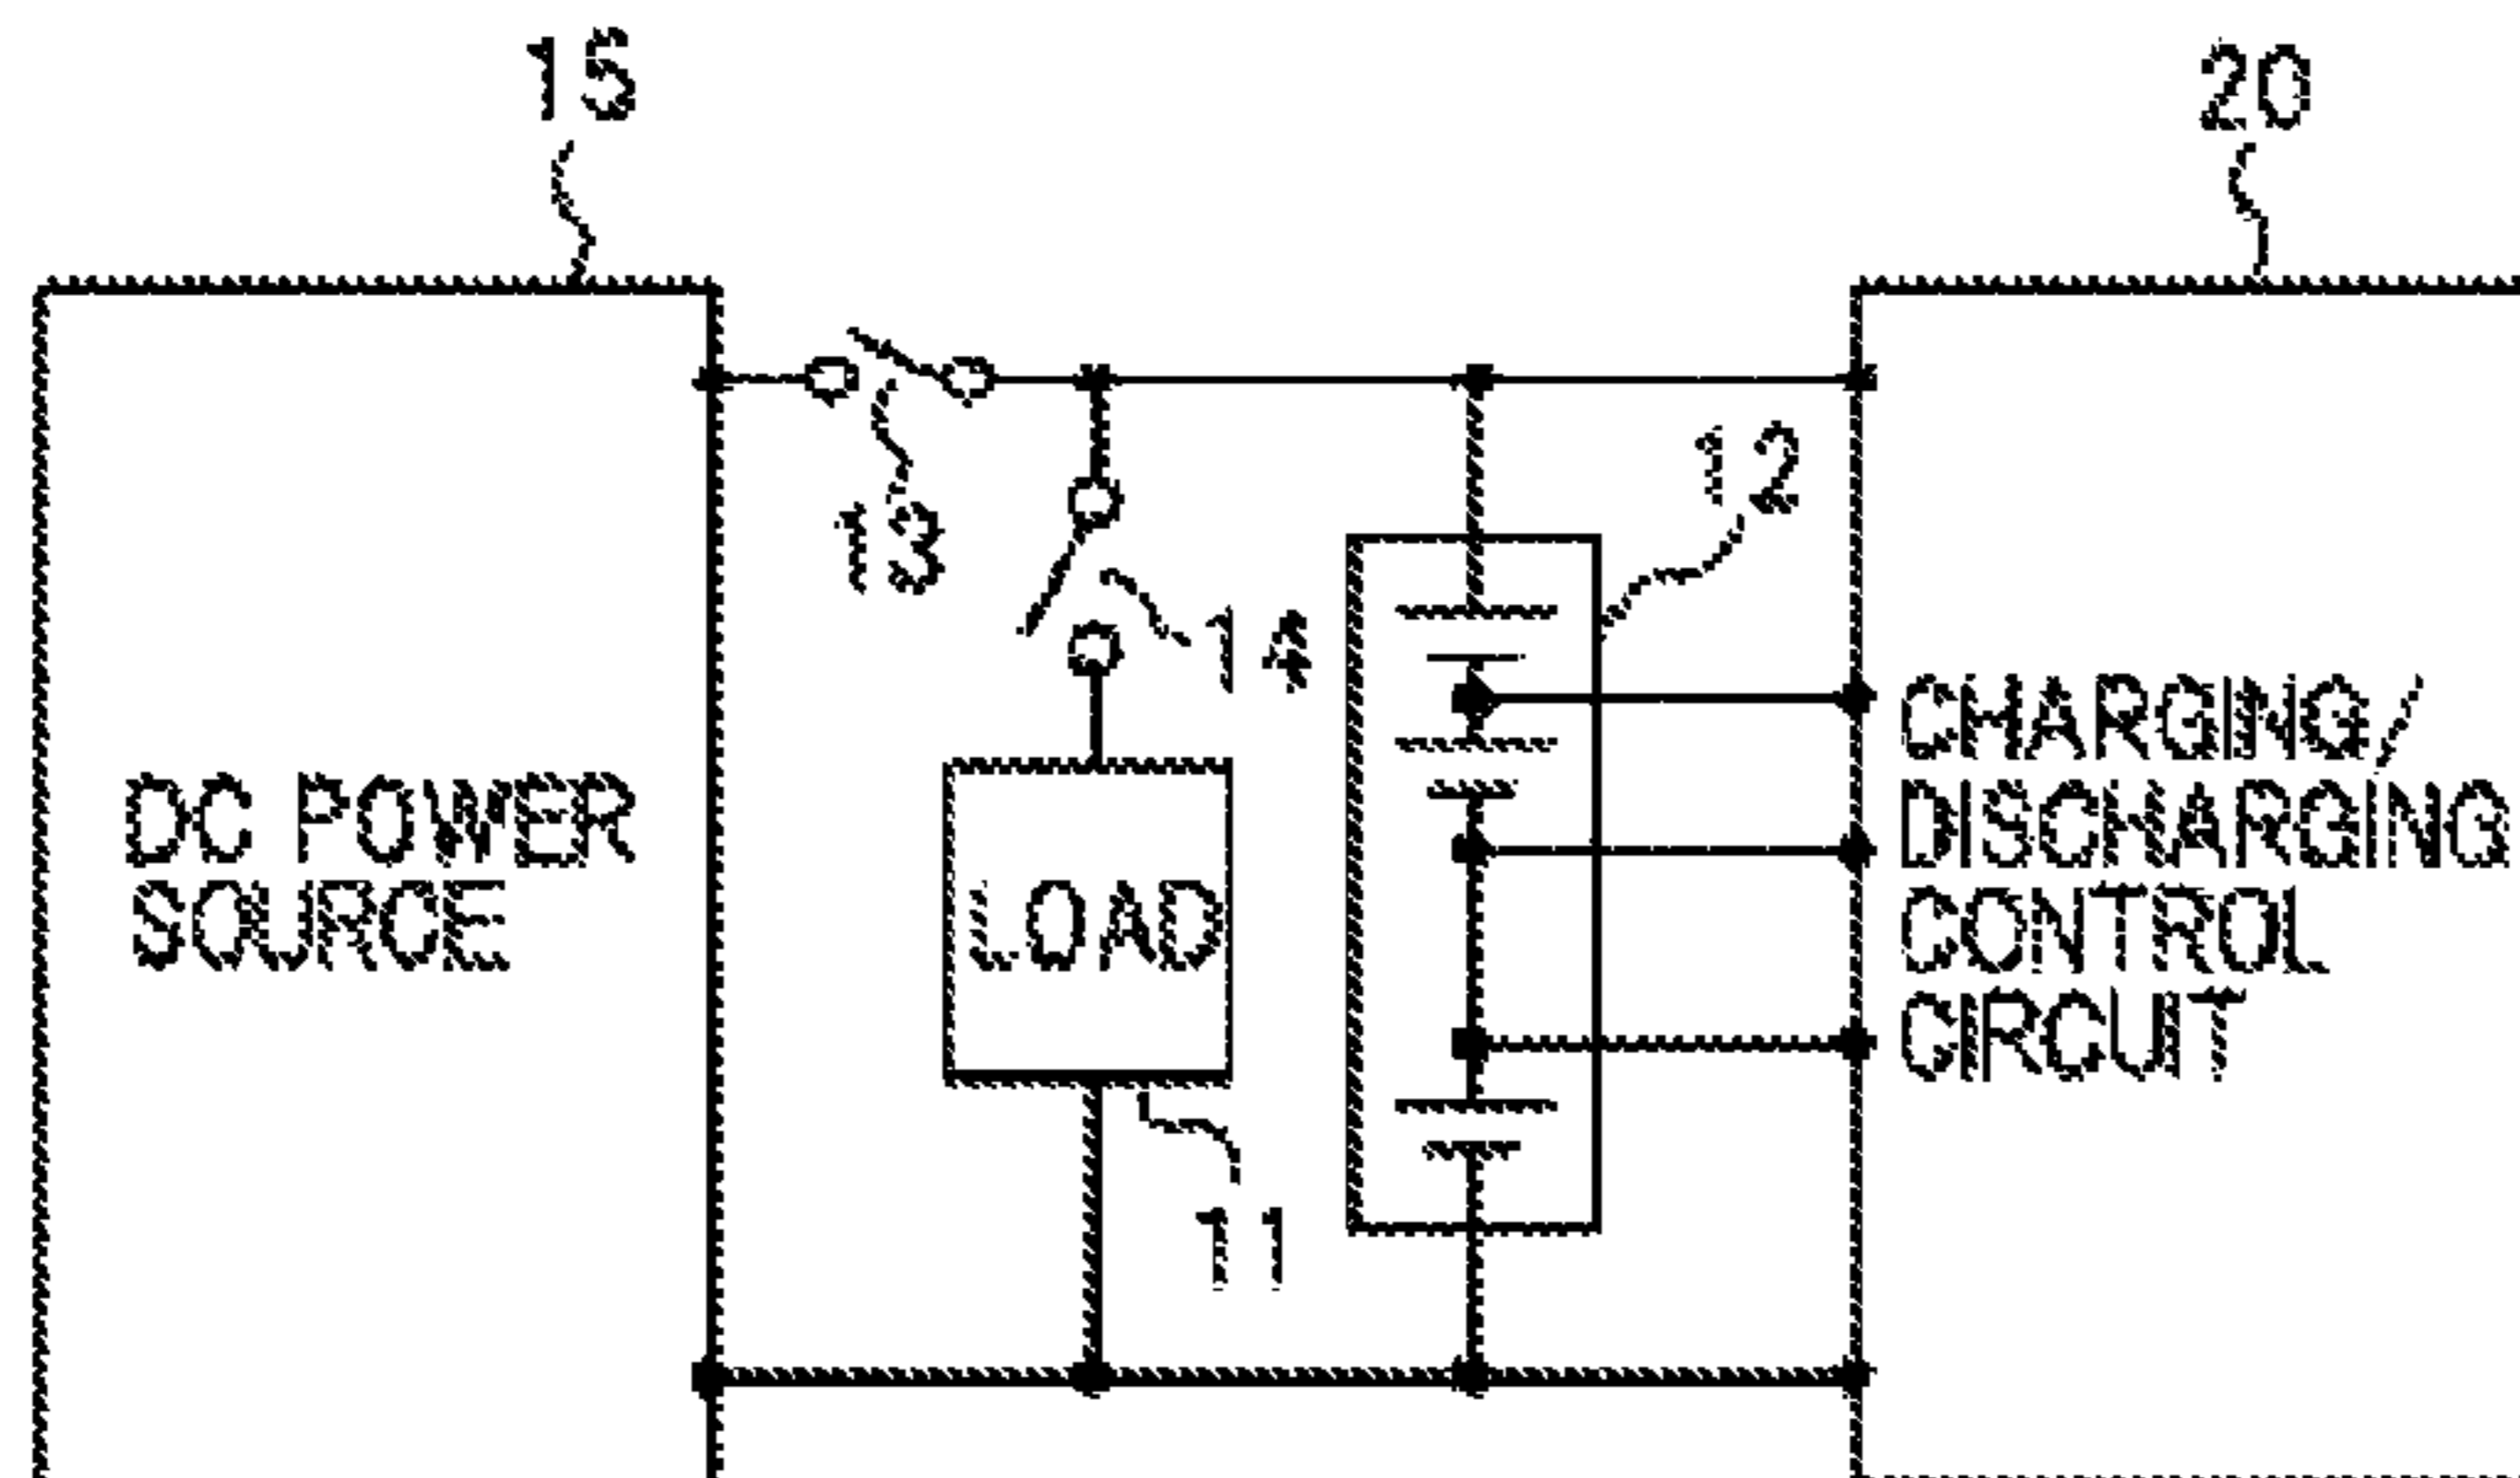 15
20
13
12
14
DC POWER
SOURCE
LOAD
CHARGING/
DISCHARGING
CONTROL
CIRCUIT
11